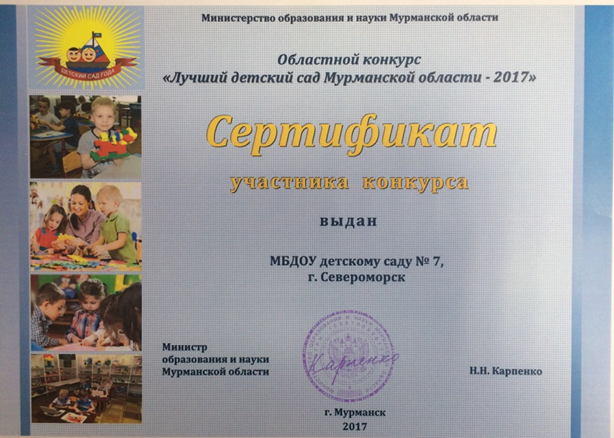 Министерство образования и науки Мурманской области
ДЕТСКИЙ САД ГОДА
Областной конкурс
«Лучший детский сад Мурманской области - 2017»
Сертификат
участника конкурса
выдан
МБДОУ детскому саду № 7,
г. Североморск
Министр
образования и науки
Мурманской области
Карпенко
Н.Н. Карпенко
г. Мурманск
2017